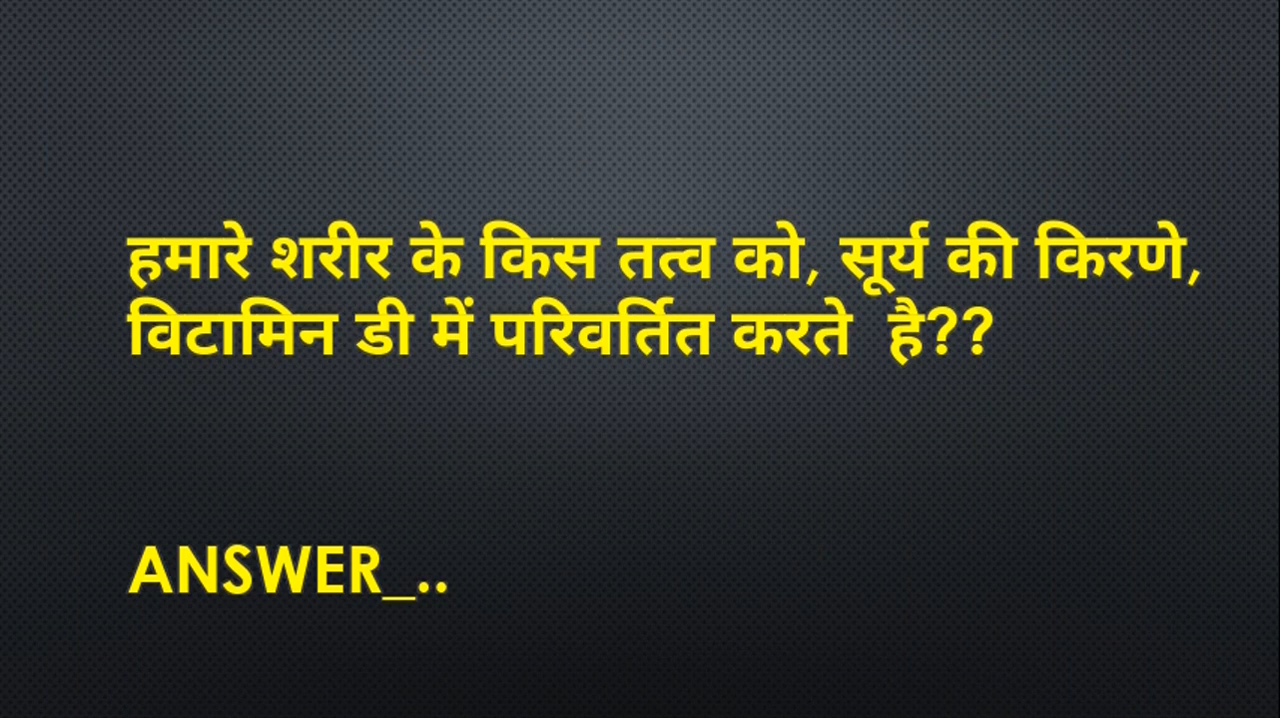 हमारे शरीर के किस तत्व को, सूर्य की किरणे,
विटामिन डी में परिवर्तित करते है??
ANSWER_..